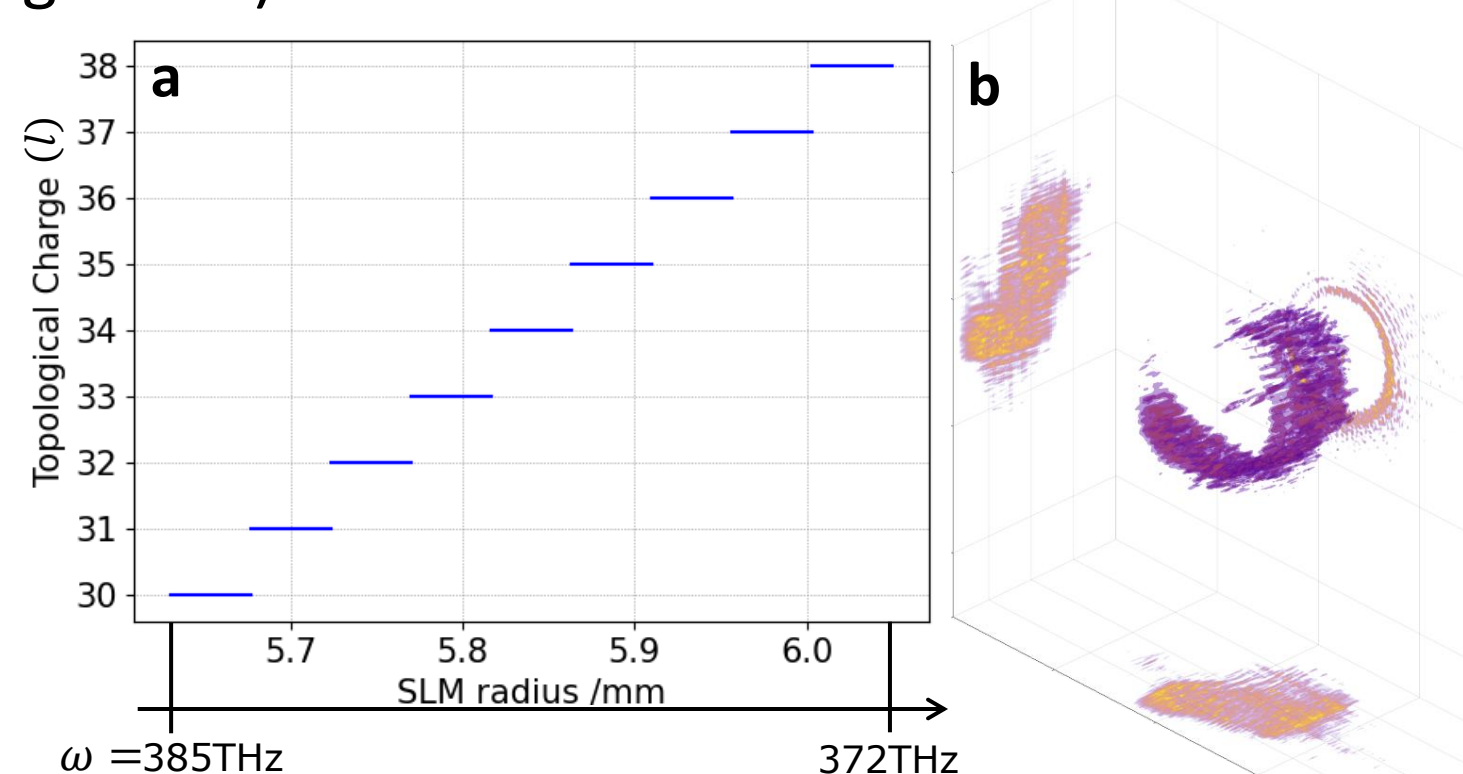 a
b
38
37
36
35
34
33
32
31
30
Topological Charge (l)
5.7 5.8 5.9 6.0
SLM radius /mm
ω =385THz 372THz